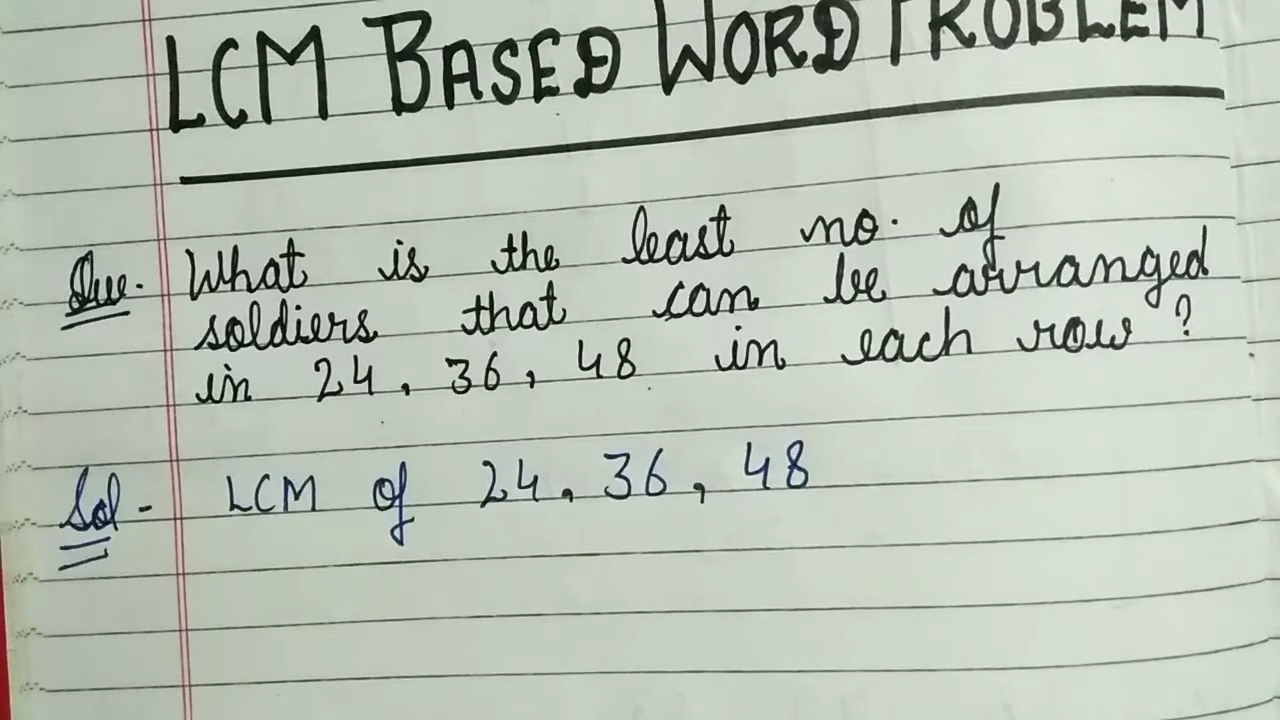 LCM BASED WORD PROBLEM
Que. What is the least no. of
soldiers that can be arranged
in 24, 36, 48 in each row ?
Sol - LCM of 24, 36, 48